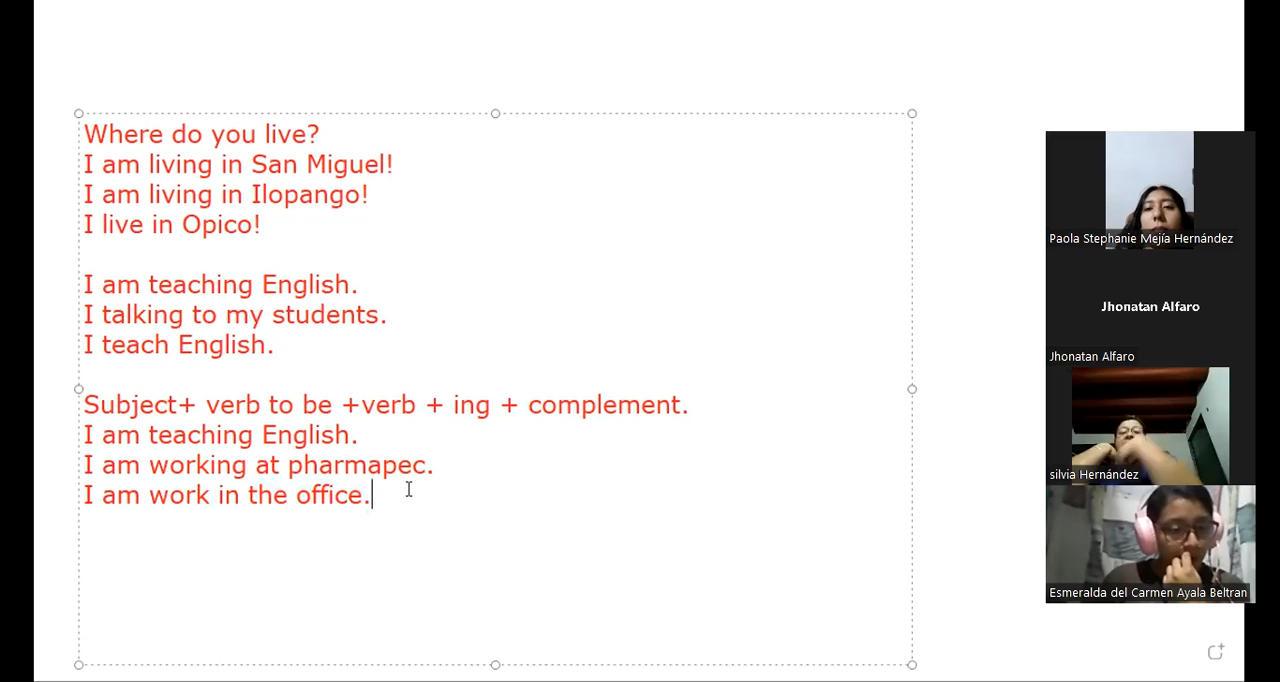 Where do you live?
I am living in San Miguel!
I am living in Ilopango!
I live in Opico!
I am teaching English.
I talking to my students.
I teach English.
Subject+ verb to be +verb + ing + complement.
I am teaching English.
I am working at pharmapec.
I am work in the office.
Paola Stephanie Mejía Hernández
Jhonatan Alfaro
Jhonatan Alfaro
silvia Hernández
Esmeralda del Carmen Ayala Beltran